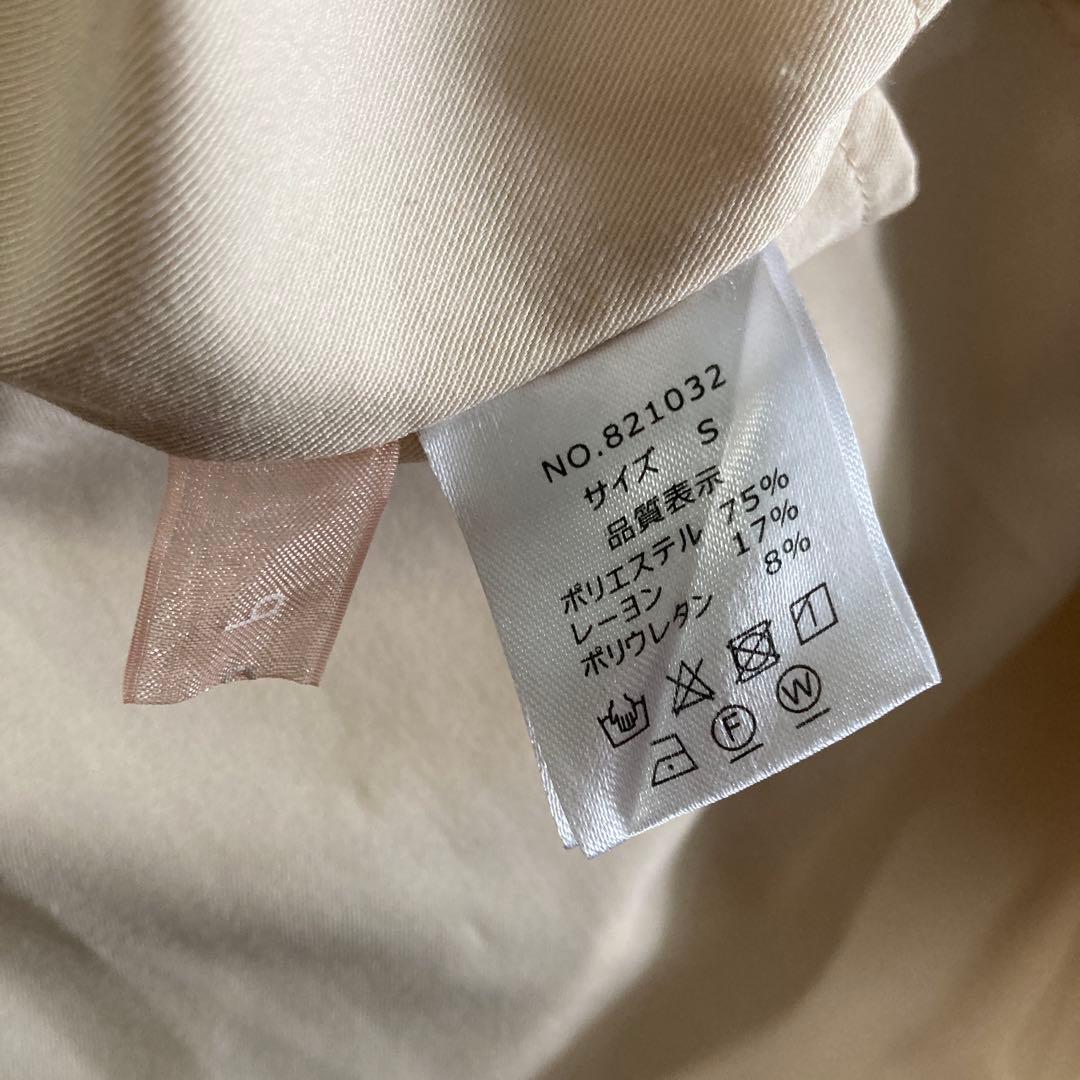 NO.821032
サイズ S
品質表示
ポリエステル 75%
レーヨン 17%
ポリウレタン 8%
F W